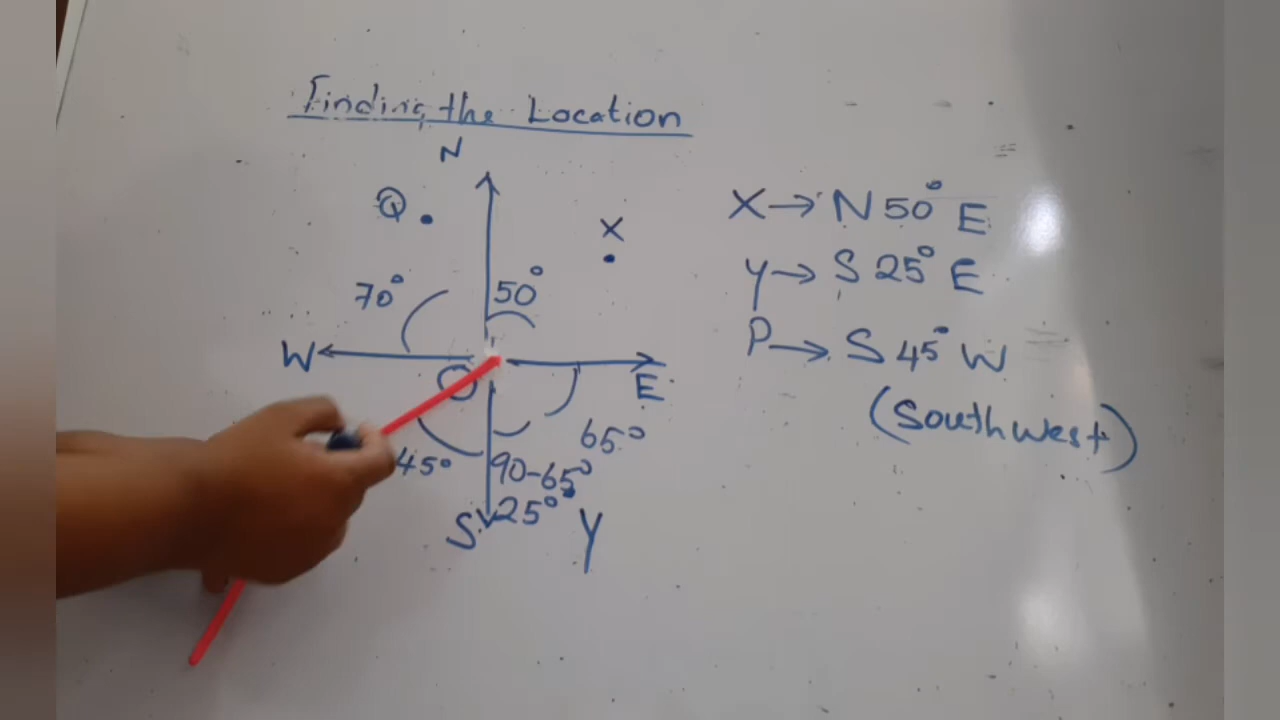 Finding the Location
N
Q
X
70°
50°
W
O
E
65°
45°
90-65°
25°
S
Y
X → N 50° E
Y → S 25° E
P → S 45° W
(Southwest)